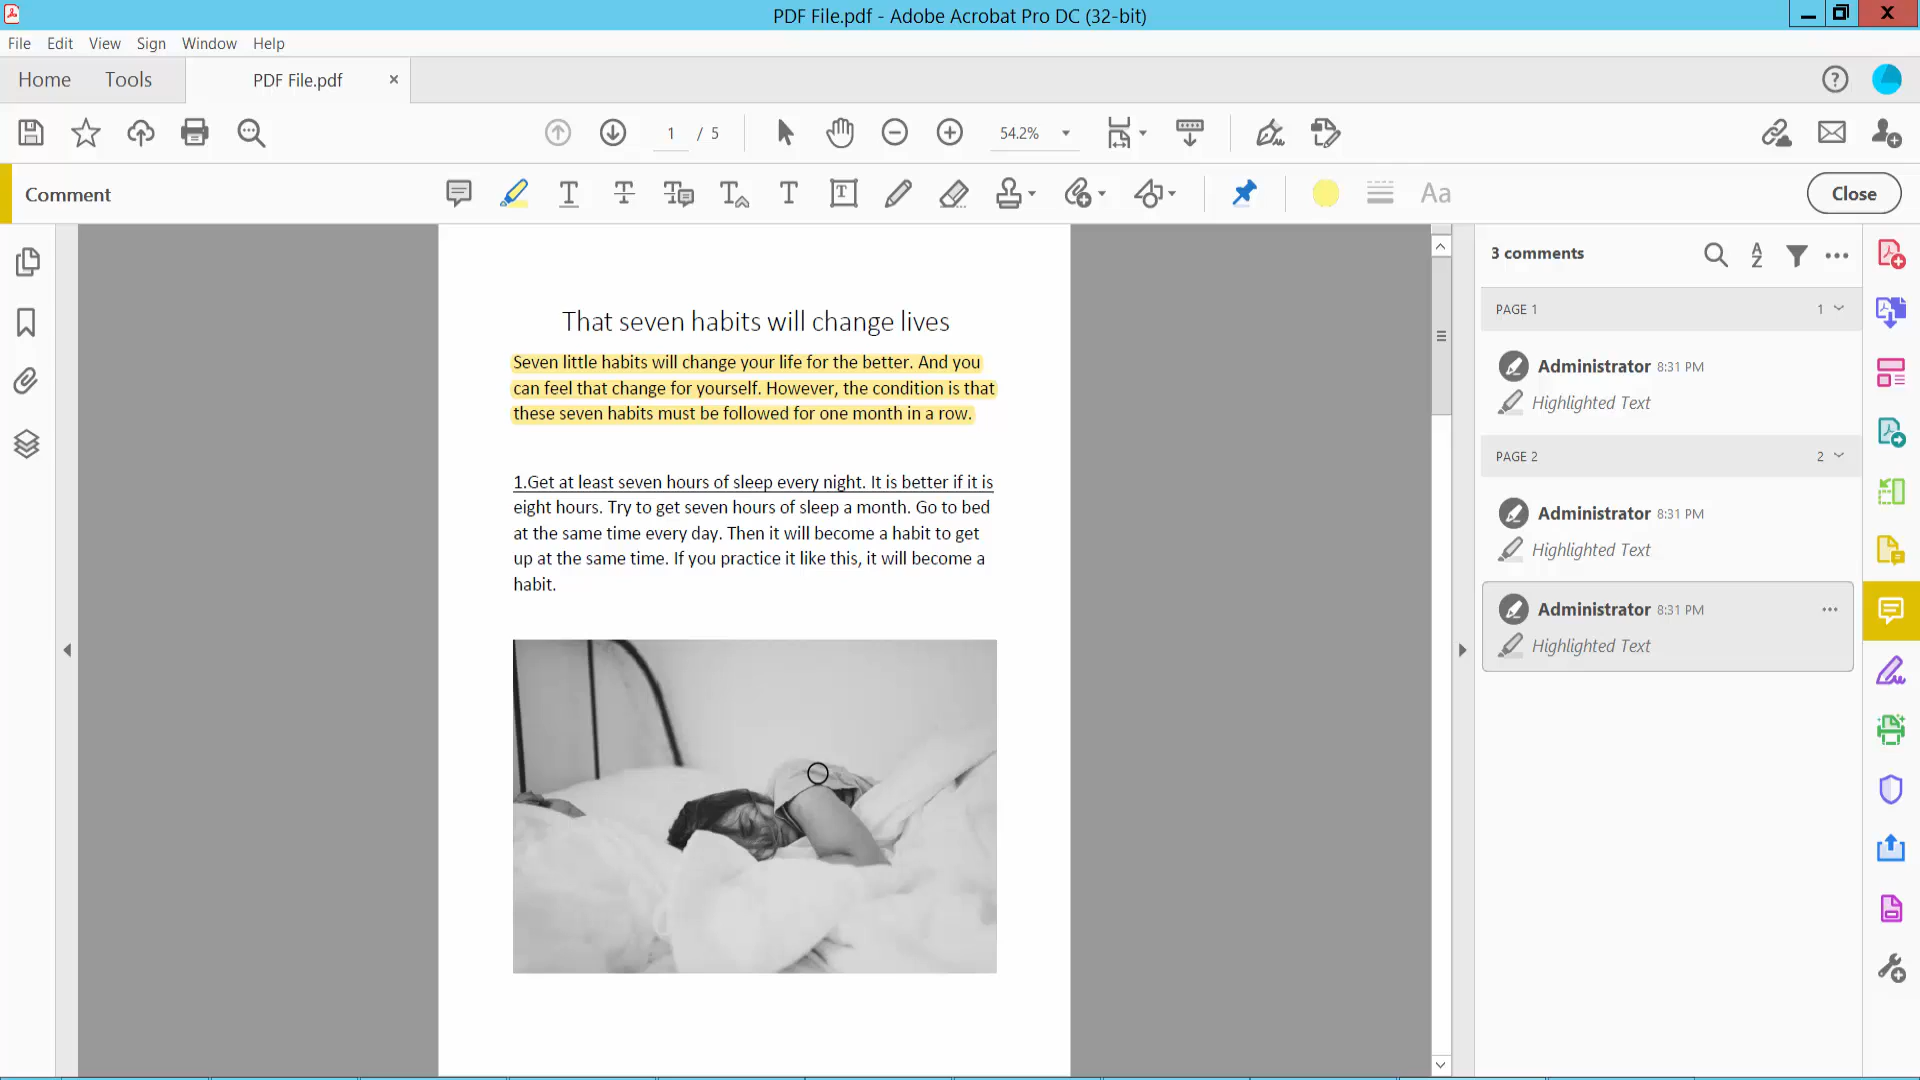 PDF File.pdf - Adobe Acrobat Pro DC (32-bit)
File Edit View Sign Window Help
Home Tools PDF File.pdf
1 / 5 54.2%
Comment Close
3 comments
PAGE 1 1
Administrator 8:31 PM
Highlighted Text
PAGE 2 2
Administrator 8:31 PM
Highlighted Text
Administrator 8:31 PM
Highlighted Text
That seven habits will change lives
Seven little habits will change your life for the better. And you
can feel that change for yourself. However, the condition is that
these seven habits must be followed for one month in a row.
1.Get at least seven hours of sleep every night. It is better if it is
eight hours. Try to get seven hours of sleep a month. Go to bed
at the same time every day. Then it will become a habit to get
up at the same time. If you practice it like this, it will become a
habit.